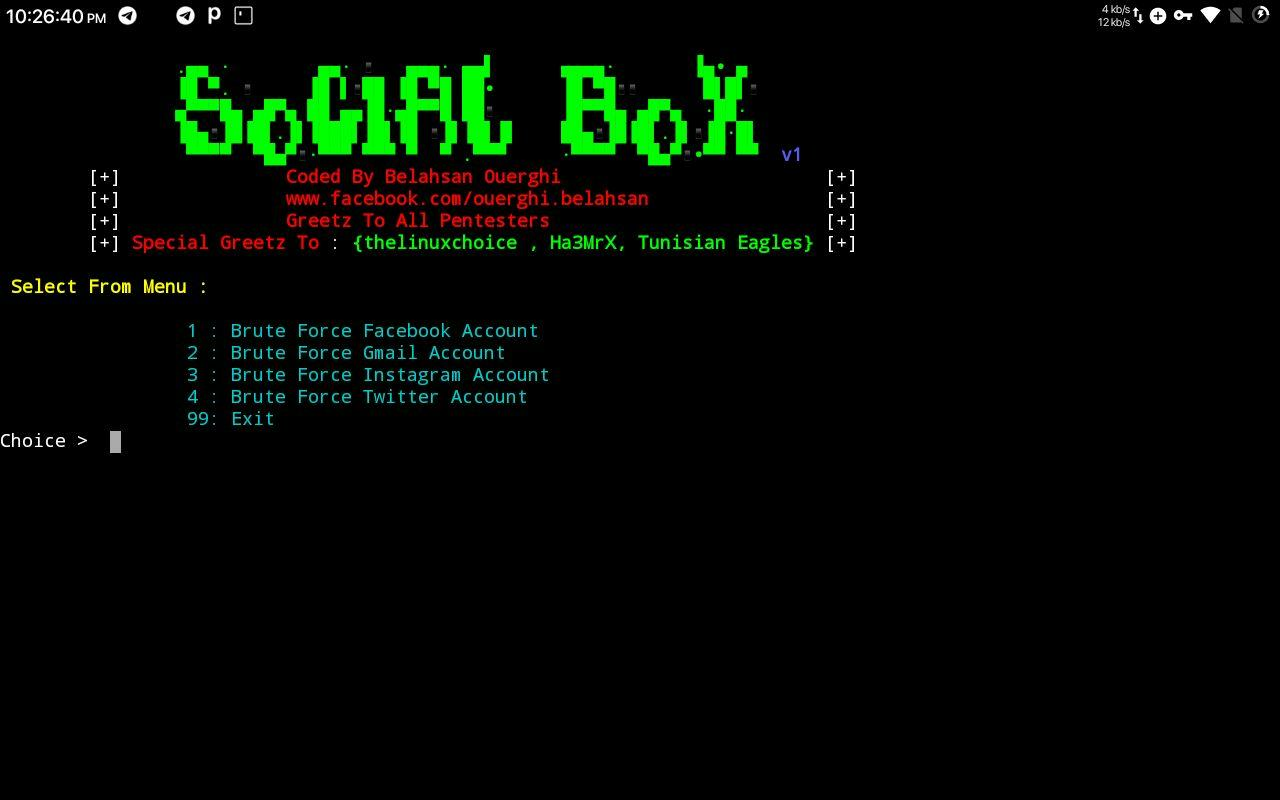 10:26:40 PM
4 kb/s
12 kb/s
SoCIAL BoX v1
[+] Coded By Belahsan Ouerghi [+]
[+] www.facebook.com/ouerghi.belahsan [+]
[+] Greetz To All Pentesters [+]
[+] Special Greetz To : {thelinuxchoice , Ha3MrX, Tunisian Eagles} [+]
Select From Menu :
1 : Brute Force Facebook Account
2 : Brute Force Gmail Account
3 : Brute Force Instagram Account
4 : Brute Force Twitter Account
99: Exit
Choice >